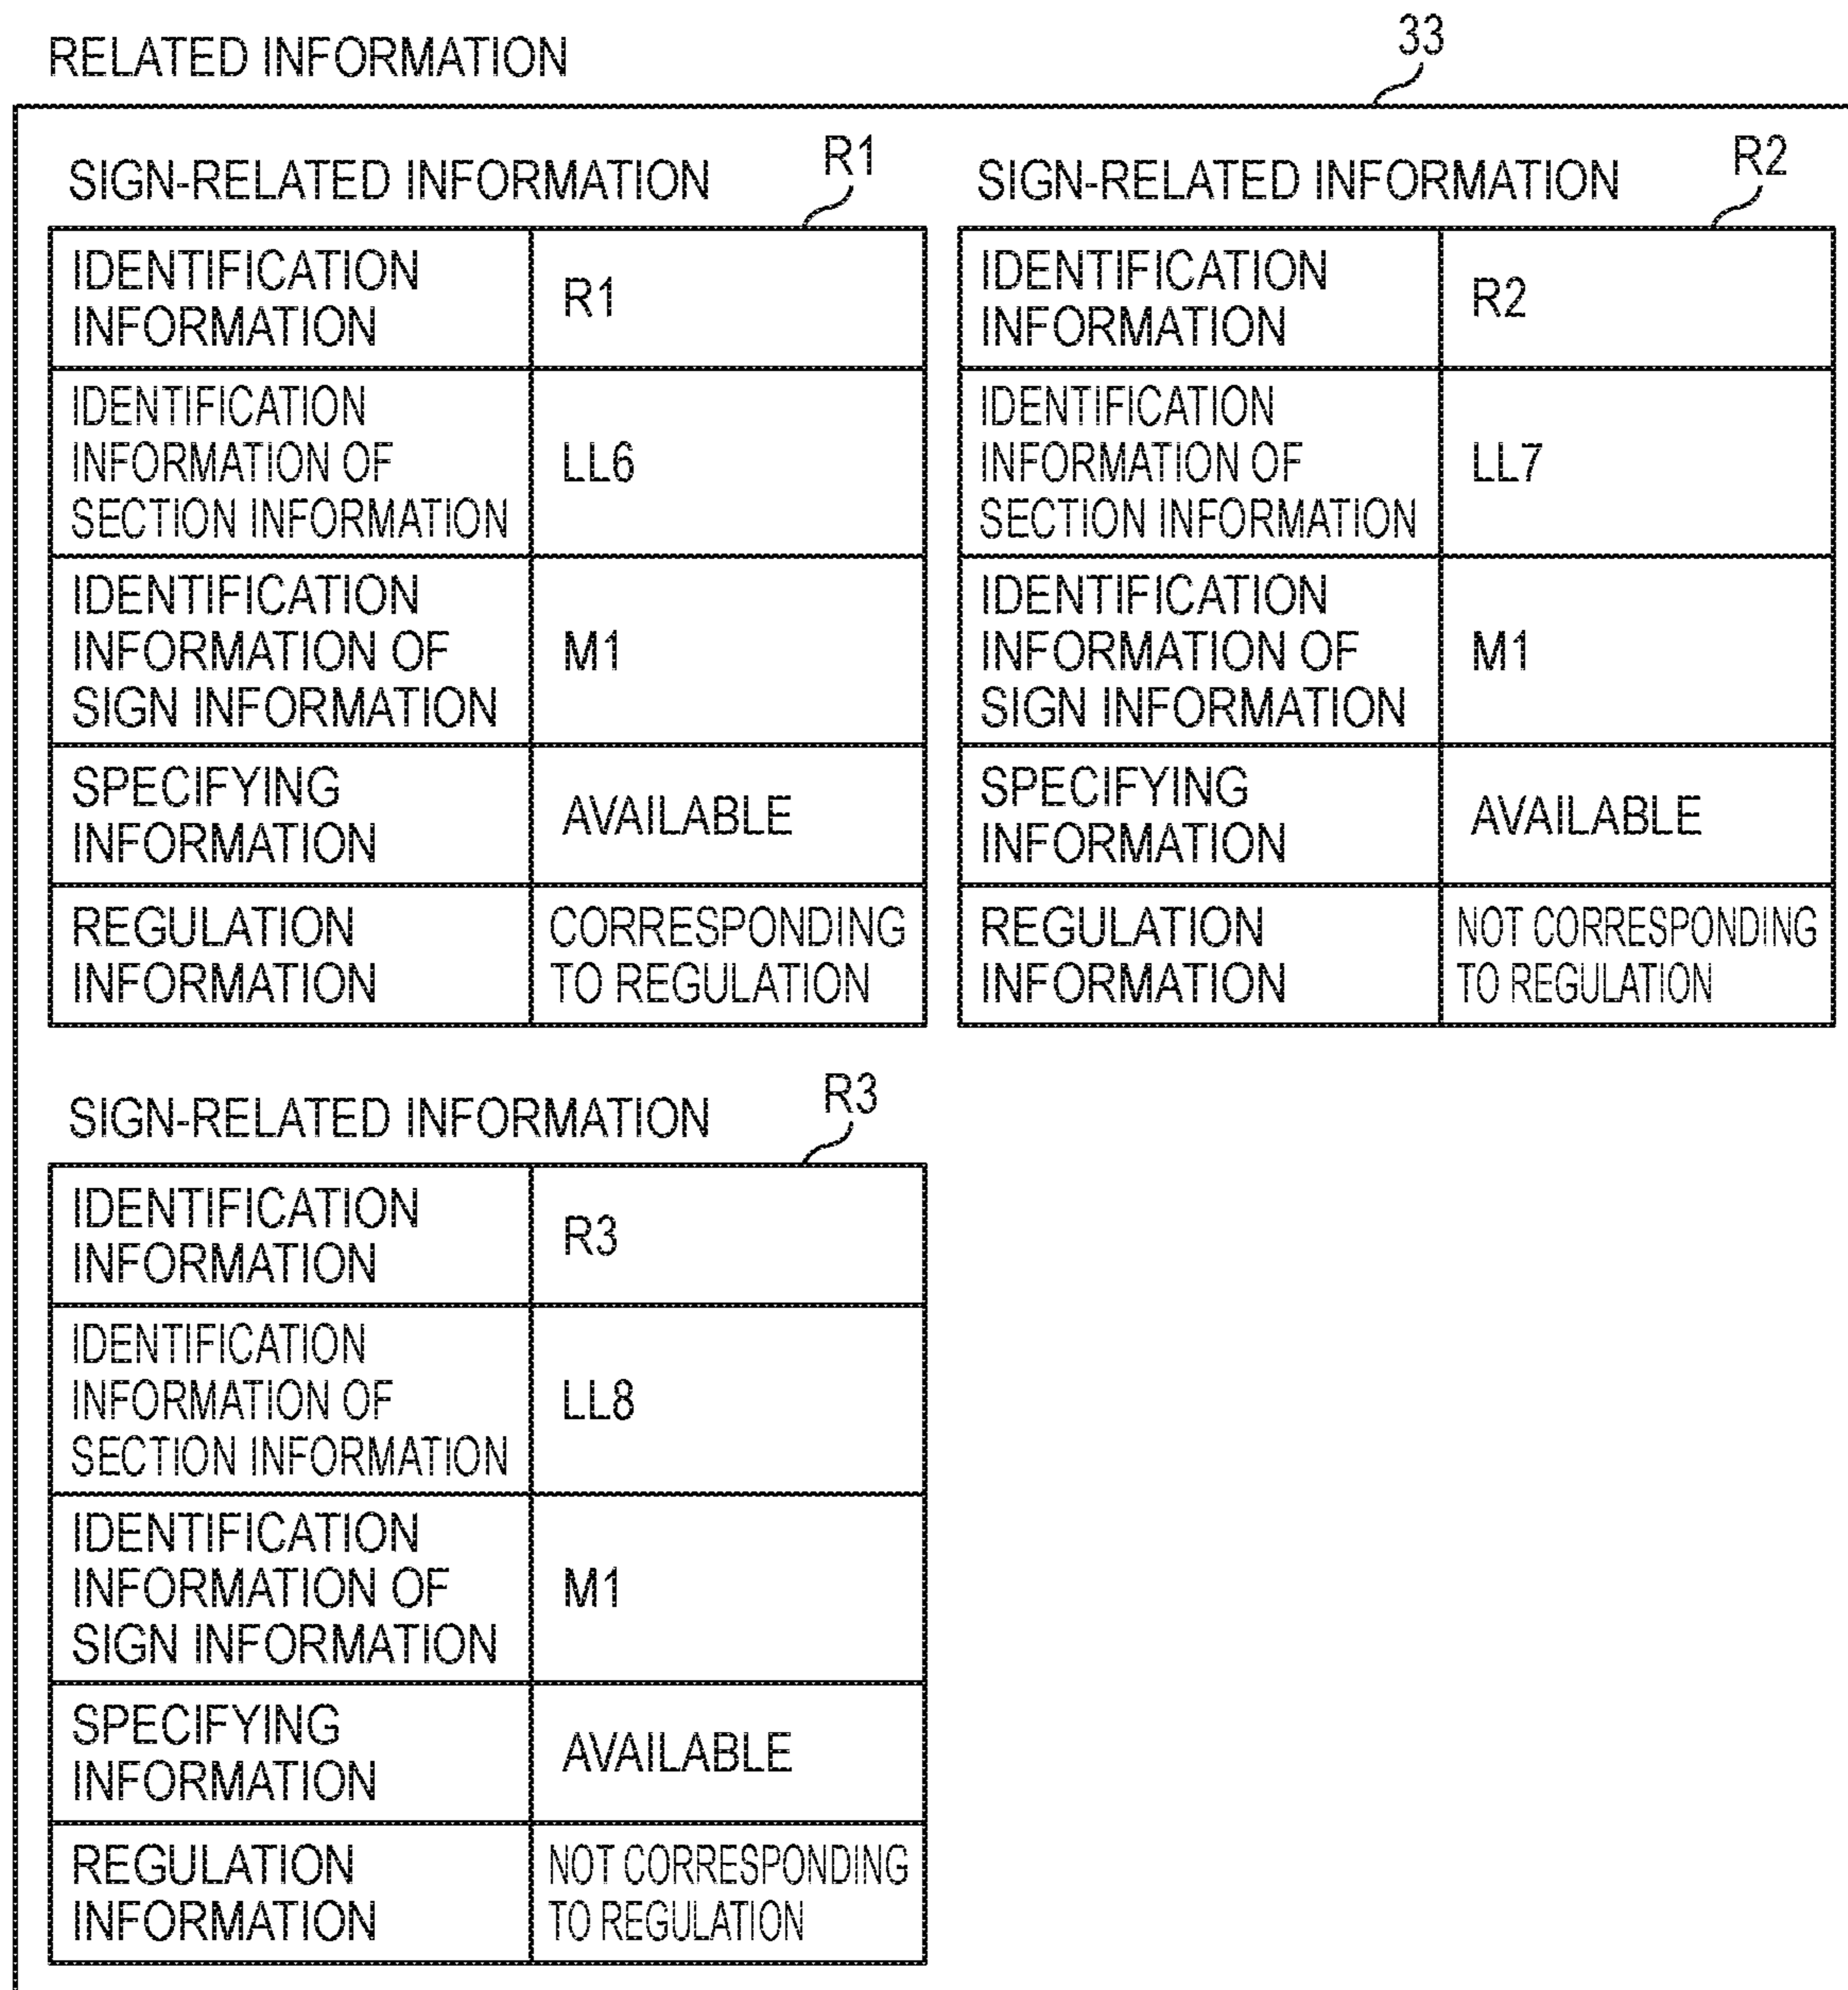 RELATED INFORMATION
33
SIGN-RELATED INFORMATION
R1
IDENTIFICATION
INFORMATION
R1
IDENTIFICATION
INFORMATION OF
SECTION INFORMATION
LL6
IDENTIFICATION
INFORMATION OF
SIGN INFORMATION
M1
SPECIFYING
INFORMATION
AVAILABLE
REGULATION
INFORMATION
CORRESPONDING
TO REGULATION
SIGN-RELATED INFORMATION
R2
IDENTIFICATION
INFORMATION
R2
IDENTIFICATION
INFORMATION OF
SECTION INFORMATION
LL7
IDENTIFICATION
INFORMATION OF
SIGN INFORMATION
M1
SPECIFYING
INFORMATION
AVAILABLE
REGULATION
INFORMATION
NOT CORRESPONDING
TO REGULATION
SIGN-RELATED INFORMATION
R3
IDENTIFICATION
INFORMATION
R3
IDENTIFICATION
INFORMATION OF
SECTION INFORMATION
LL8
IDENTIFICATION
INFORMATION OF
SIGN INFORMATION
M1
SPECIFYING
INFORMATION
AVAILABLE
REGULATION
INFORMATION
NOT CORRESPONDING
TO REGULATION